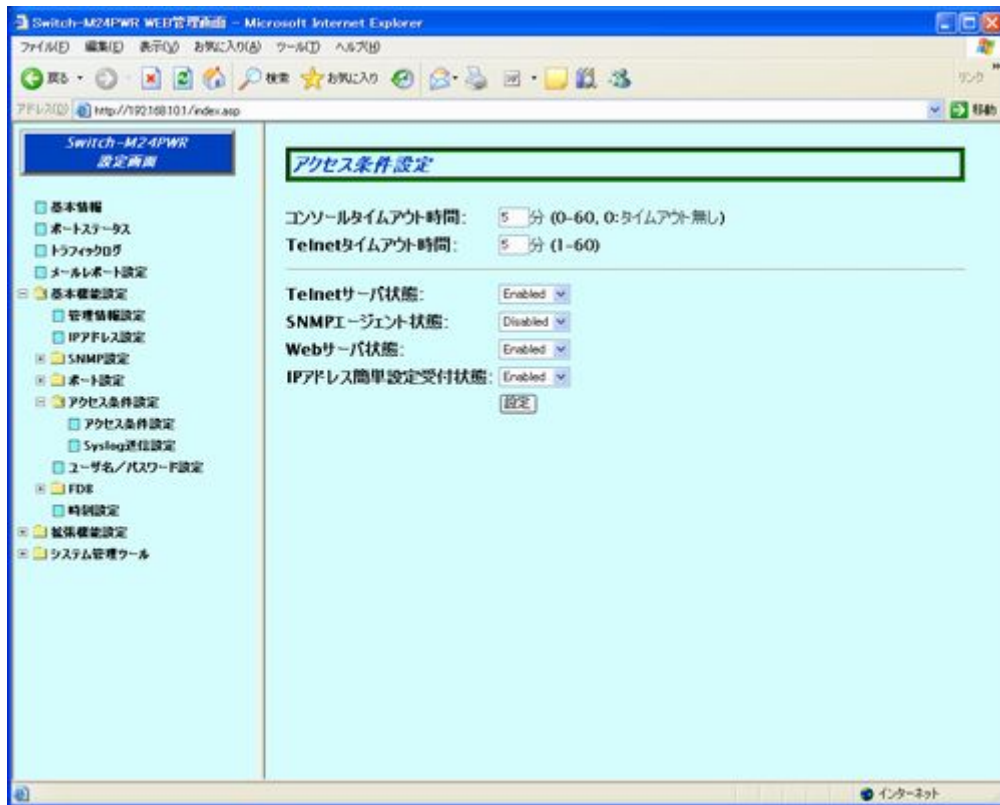 Switch-M24PWR WEB管理画面 - Microsoft Internet Explorer
ファイル(F) 編集(E) 表示(V) お気に入り(A) ツール(T) ヘルプ(H)
戻る 検索 お気に入り リンク
アドレス(D) http://192.168.10.1/index.asp 移動
Switch-M24PWR
設定画面
基本情報
ポートステータス
トラフィックログ
メールレポート設定
基本機能設定
管理情報設定
IPアドレス設定
SNMP設定
ポート設定
アクセス条件設定
アクセス条件設定
Syslog送信設定
ユーザ名/パスワード設定
FDB
時刻設定
拡張機能設定
システム管理ツール
アクセス条件設定
コンソールタイムアウト時間: 5 分 (0-60, 0:タイムアウト無し)
Telnetタイムアウト時間: 5 分 (1-60)
Telnetサーバ状態: Enabled
SNMPエージェント状態: Disabled
Webサーバ状態: Enabled
IPアドレス簡単設定受付状態: Enabled
設定
インターネット